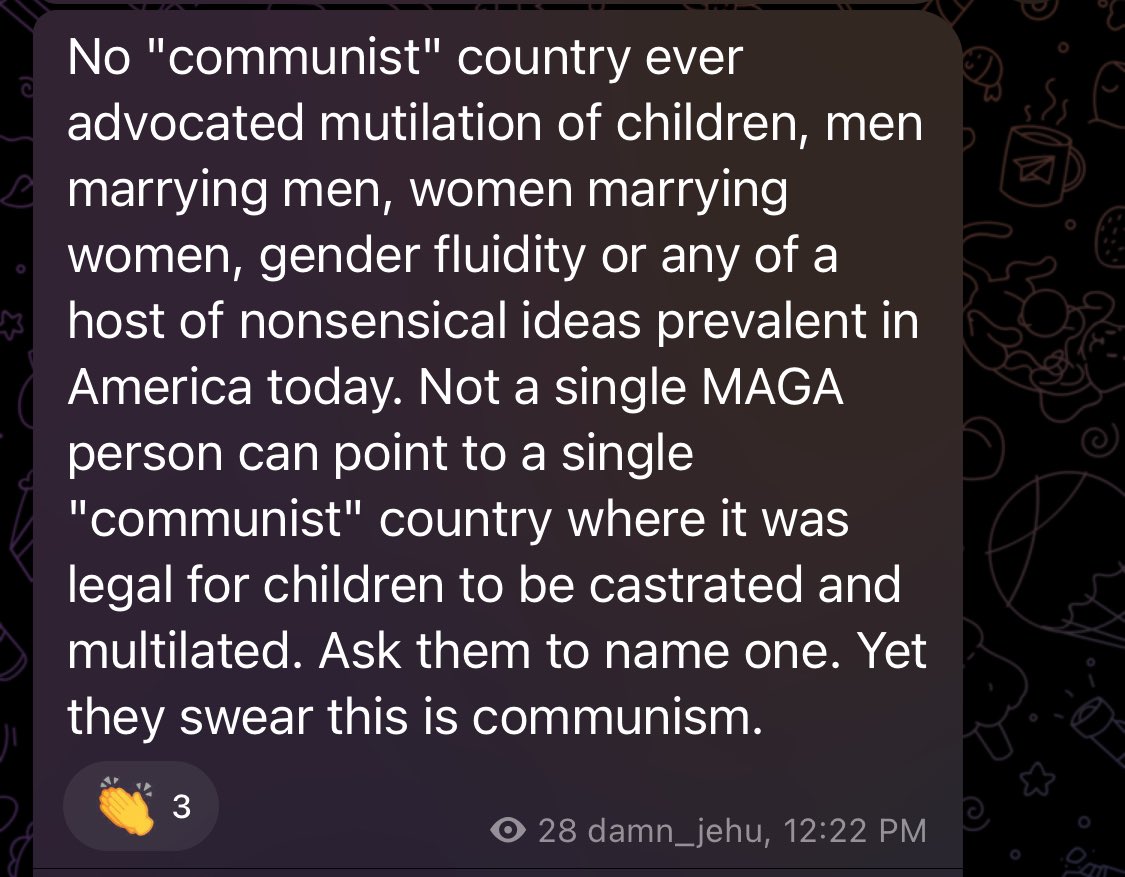 No "communist" country ever
advocated mutilation of children, men
marrying men, women marrying
women, gender fluidity or any of a
host of nonsensical ideas prevalent in
America today. Not a single MAGA
person can point to a single
"communist" country where it was
legal for children to be castrated and
multilated. Ask them to name one. Yet
they swear this is communism.
👏 3
28 damn_jehu, 12:22 PM